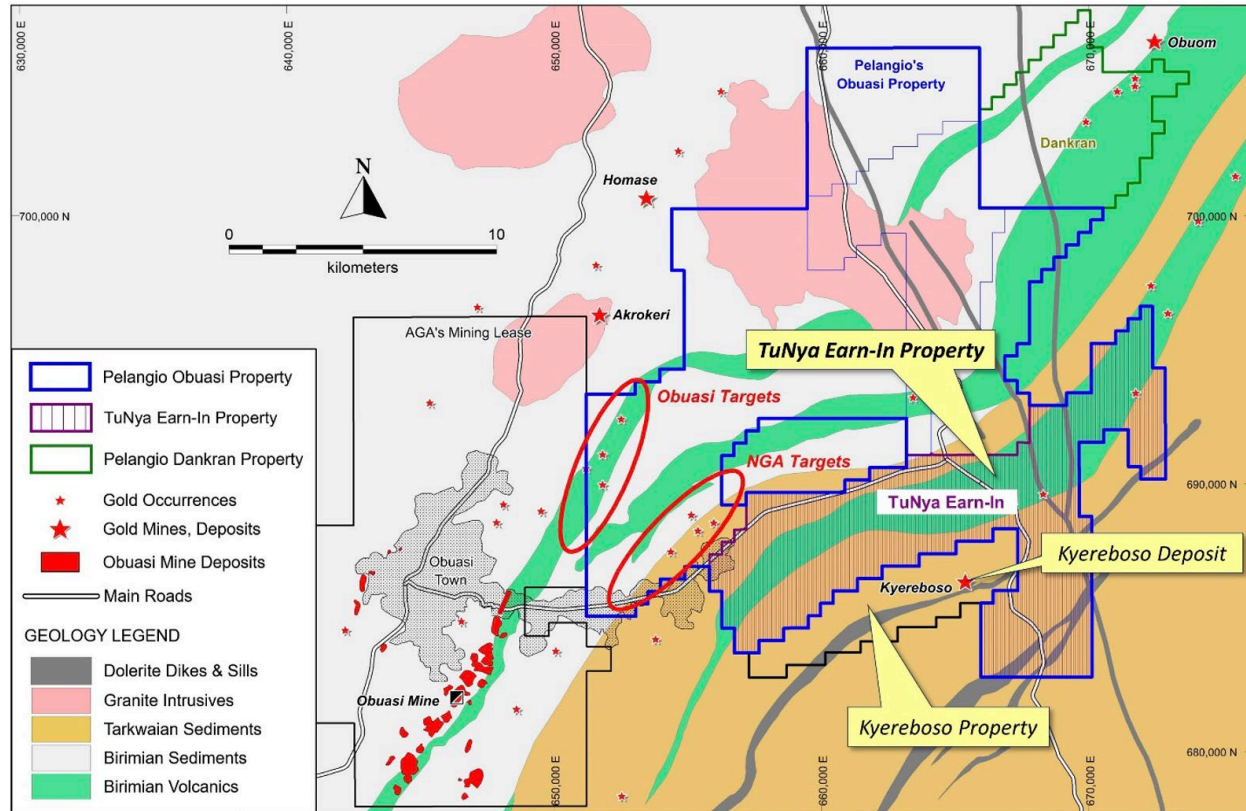 630,000 E
640,000 E
650,000 E
660,000 E
670,000 E
Obuom
Pelangio's
Obuasi Property
Dankran
N
Homase
700,000 N
700,000 N
0
10
kilometers
Akrokeri
AGA's Mining Lease
TuNya Earn-In Property
Obuasi Targets
NGA Targets
690,000 N
TuNya Earn-In
Kyereboso Deposit
Kyereboso
Obuasi
Town
Obuasi Mine
Kyereboso Property
680,000 N
650,000 E
660,000 E
670,000 E
Pelangio Obuasi Property
TuNya Earn-In Property
Pelangio Dankran Property
Gold Occurrences
Gold Mines, Deposits
Obuasi Mine Deposits
Main Roads
GEOLOGY LEGEND
Dolerite Dikes & Sills
Granite Intrusives
Tarkwaian Sediments
Birimian Sediments
Birimian Volcanics